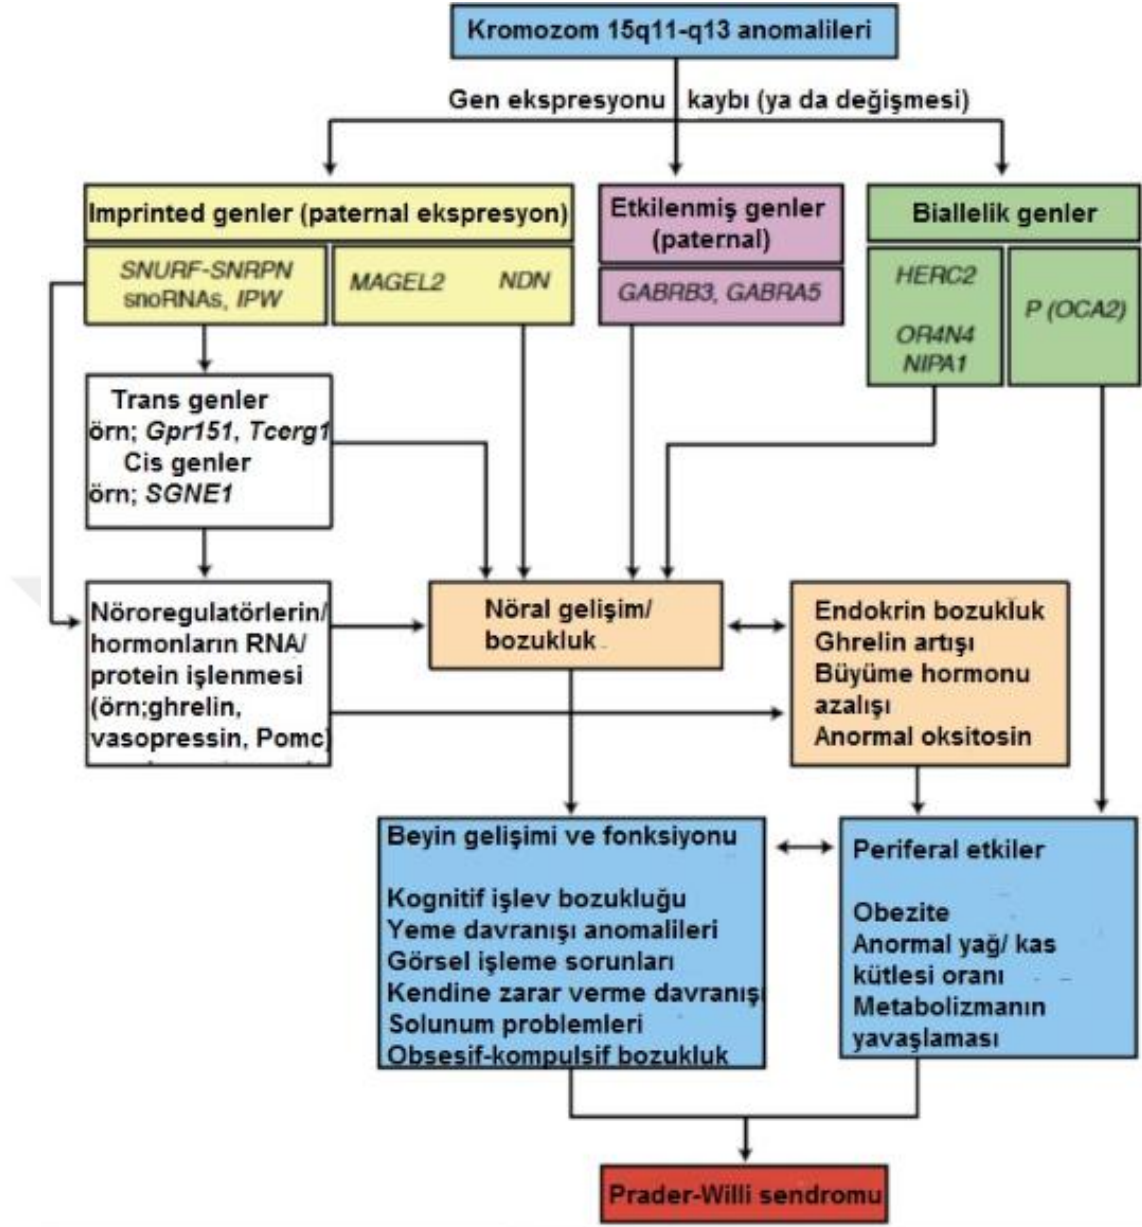 Kromozom 15q11-q13 anomalileri
Gen ekspresyonu kaybı (ya da değişmesi)
Imprinted genler (paternal ekspresyon)
SNURF-SNRPN
snoRNAs, IPW
MAGEL2 NDN
Etkilenmiş genler
(paternal)
GABRB3, GABRA5
Biallelik genler
HERC2
OR4N4
NIPA1
P (OCA2)
Trans genler
örn; Gpr151, Tcerg1
Cis genler
örn; SGNE1
Nöroregulatörlerin/
hormonların RNA/
protein işlenmesi
(örn;ghrelin,
vasopressin, Pomc)
Nöral gelişim/
bozukluk
Endokrin bozukluk
Ghrelin artışı
Büyüme hormonu
azalışı
Anormal oksitosin
Beyin gelişimi ve fonksiyonu
Kognitif işlev bozukluğu
Yeme davranışı anomalileri
Görsel işleme sorunları
Kendine zarar verme davranışı
Solunum problemleri
Obsesif-kompulsif bozukluk
Periferal etkiler
Obezite
Anormal yağ/ kas
kütlesi oranı
Metabolizmanın
yavaşlaması
Prader-Willi sendromu